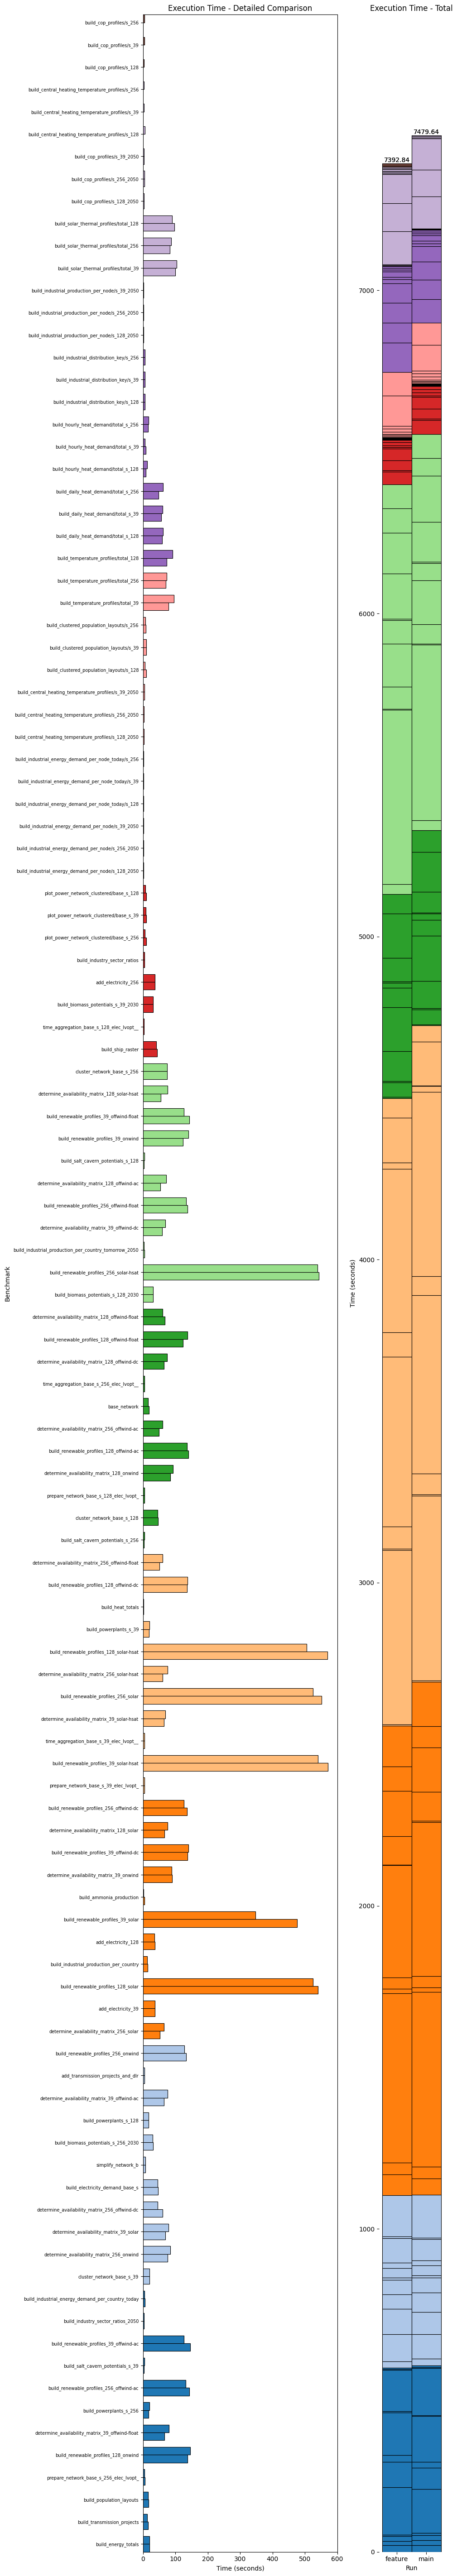 Execution Time - Detailed Comparison
Execution Time - Total
Benchmark
build_cop_profiles/s_256
build_cop_profiles/s_39
build_cop_profiles/s_128
build_central_heating_temperature_profiles/s_256
build_central_heating_temperature_profiles/s_39
build_central_heating_temperature_profiles/s_128
build_cop_profiles/s_39_2050
build_cop_profiles/s_256_2050
build_cop_profiles/s_128_2050
build_solar_thermal_profiles/total_128
build_solar_thermal_profiles/total_256
build_solar_thermal_profiles/total_39
build_industrial_production_per_node/s_39_2050
build_industrial_production_per_node/s_256_2050
build_industrial_production_per_node/s_128_2050
build_industrial_distribution_key/s_256
build_industrial_distribution_key/s_39
build_industrial_distribution_key/s_128
build_hourly_heat_demand/total_s_256
build_hourly_heat_demand/total_s_39
build_hourly_heat_demand/total_s_128
build_daily_heat_demand/total_s_256
build_daily_heat_demand/total_s_39
build_daily_heat_demand/total_s_128
build_temperature_profiles/total_128
build_temperature_profiles/total_256
build_temperature_profiles/total_39
build_clustered_population_layouts/s_256
build_clustered_population_layouts/s_39
build_clustered_population_layouts/s_128
build_central_heating_temperature_profiles/s_39_2050
build_central_heating_temperature_profiles/s_256_2050
build_central_heating_temperature_profiles/s_128_2050
build_industrial_energy_demand_per_node_today/s_256
build_industrial_energy_demand_per_node_today/s_39
build_industrial_energy_demand_per_node_today/s_128
build_industrial_energy_demand_per_node/s_39_2050
build_industrial_energy_demand_per_node/s_256_2050
build_industrial_energy_demand_per_node/s_128_2050
plot_power_network_clustered/base_s_128
plot_power_network_clustered/base_s_39
plot_power_network_clustered/base_s_256
build_industry_sector_ratios
add_electricity_256
build_biomass_potentials_s_39_2030
time_aggregation_base_s_128_elec_lvopt__
build_ship_raster
cluster_network_base_s_256
determine_availability_matrix_128_solar-hsat
build_renewable_profiles_39_offwind-float
build_renewable_profiles_39_onwind
build_salt_cavern_potentials_s_128
determine_availability_matrix_128_offwind-ac
build_renewable_profiles_256_offwind-float
determine_availability_matrix_39_offwind-dc
build_industrial_production_per_country_tomorrow_2050
build_renewable_profiles_256_solar-hsat
build_biomass_potentials_s_128_2030
determine_availability_matrix_128_offwind-float
build_renewable_profiles_128_offwind-float
determine_availability_matrix_128_offwind-dc
time_aggregation_base_s_256_elec_lvopt__
base_network
determine_availability_matrix_256_offwind-ac
build_renewable_profiles_128_offwind-ac
determine_availability_matrix_128_onwind
prepare_network_base_s_128_elec_lvopt_
cluster_network_base_s_128
build_salt_cavern_potentials_s_256
determine_availability_matrix_256_offwind-float
build_renewable_profiles_128_offwind-dc
build_heat_totals
build_powerplants_s_39
build_renewable_profiles_128_solar-hsat
determine_availability_matrix_256_solar-hsat
build_renewable_profiles_256_solar
determine_availability_matrix_39_solar-hsat
time_aggregation_base_s_39_elec_lvopt__
build_renewable_profiles_39_solar-hsat
prepare_network_base_s_39_elec_lvopt_
build_renewable_profiles_256_offwind-dc
determine_availability_matrix_128_solar
build_renewable_profiles_39_offwind-dc
determine_availability_matrix_39_onwind
build_ammonia_production
build_renewable_profiles_39_solar
add_electricity_128
build_industrial_production_per_country
build_renewable_profiles_128_solar
add_electricity_39
determine_availability_matrix_256_solar
build_renewable_profiles_256_onwind
add_transmission_projects_and_dlr
determine_availability_matrix_39_offwind-ac
build_powerplants_s_128
build_biomass_potentials_s_256_2030
simplify_network_b
build_electricity_demand_base_s
determine_availability_matrix_256_offwind-dc
determine_availability_matrix_39_solar
determine_availability_matrix_256_onwind
cluster_network_base_s_39
build_industrial_energy_demand_per_country_today
build_industry_sector_ratios_2050
build_renewable_profiles_39_offwind-ac
build_salt_cavern_potentials_s_39
build_renewable_profiles_256_offwind-ac
build_powerplants_s_256
determine_availability_matrix_39_offwind-float
build_renewable_profiles_128_onwind
prepare_network_base_s_256_elec_lvopt_
build_population_layouts
build_transmission_projects
build_energy_totals
0 100 200 300 400 500 600
Time (seconds)
Time (seconds)
7392.84
7479.64
7000
6000
5000
4000
3000
2000
1000
0
feature main
Run